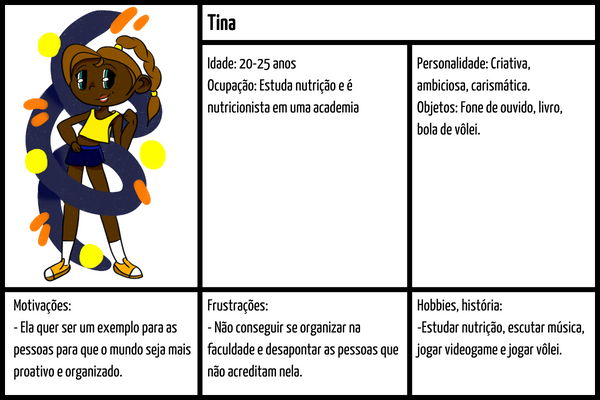 Tina
Idade: 20-25 anos
Ocupação: Estuda nutrição e é
nutricionista em uma academia
Personalidade: Criativa,
ambiciosa, carismática.
Objetos: Fone de ouvido, livro,
bola de vôlei.
Motivações:
- Ela quer ser um exemplo para as
pessoas para que o mundo seja mais
proativo e organizado.
Frustrações:
- Não conseguir se organizar na
faculdade e desapontar as pessoas que
não acreditam nela.
Hobbies, história:
-Estudar nutrição, escutar música,
jogar videogame e jogar vôlei.